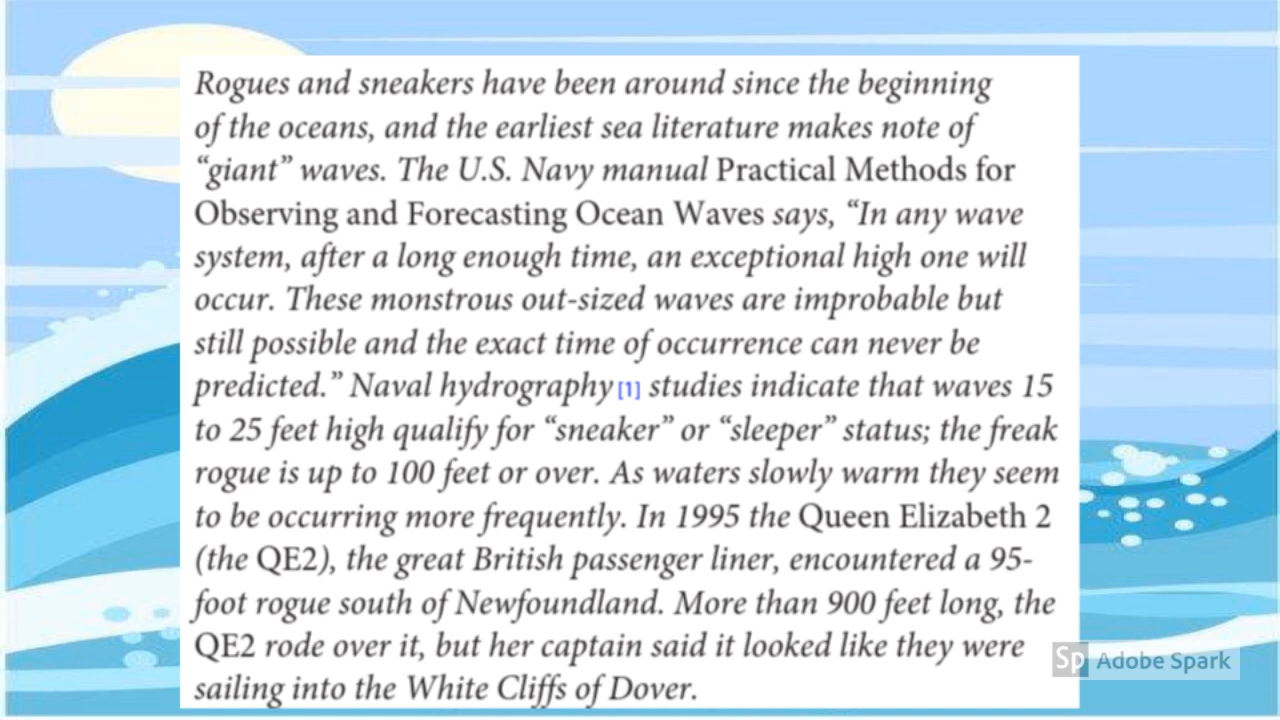 Rogues and sneakers have been around since the beginning
of the oceans, and the earliest sea literature makes note of
“giant” waves. The U.S. Navy manual Practical Methods for
Observing and Forecasting Ocean Waves says, “In any wave
system, after a long enough time, an exceptional high one will
occur. These monstrous out-sized waves are improbable but
still possible and the exact time of occurrence can never be
predicted.” Naval hydrography [1] studies indicate that waves 15
to 25 feet high qualify for “sneaker” or “sleeper” status; the freak
rogue is up to 100 feet or over. As waters slowly warm they seem
to be occurring more frequently. In 1995 the Queen Elizabeth 2
(the QE2), the great British passenger liner, encountered a 95-
foot rogue south of Newfoundland. More than 900 feet long, the
QE2 rode over it, but her captain said it looked like they were
sailing into the White Cliffs of Dover.
Sp Adobe Spark